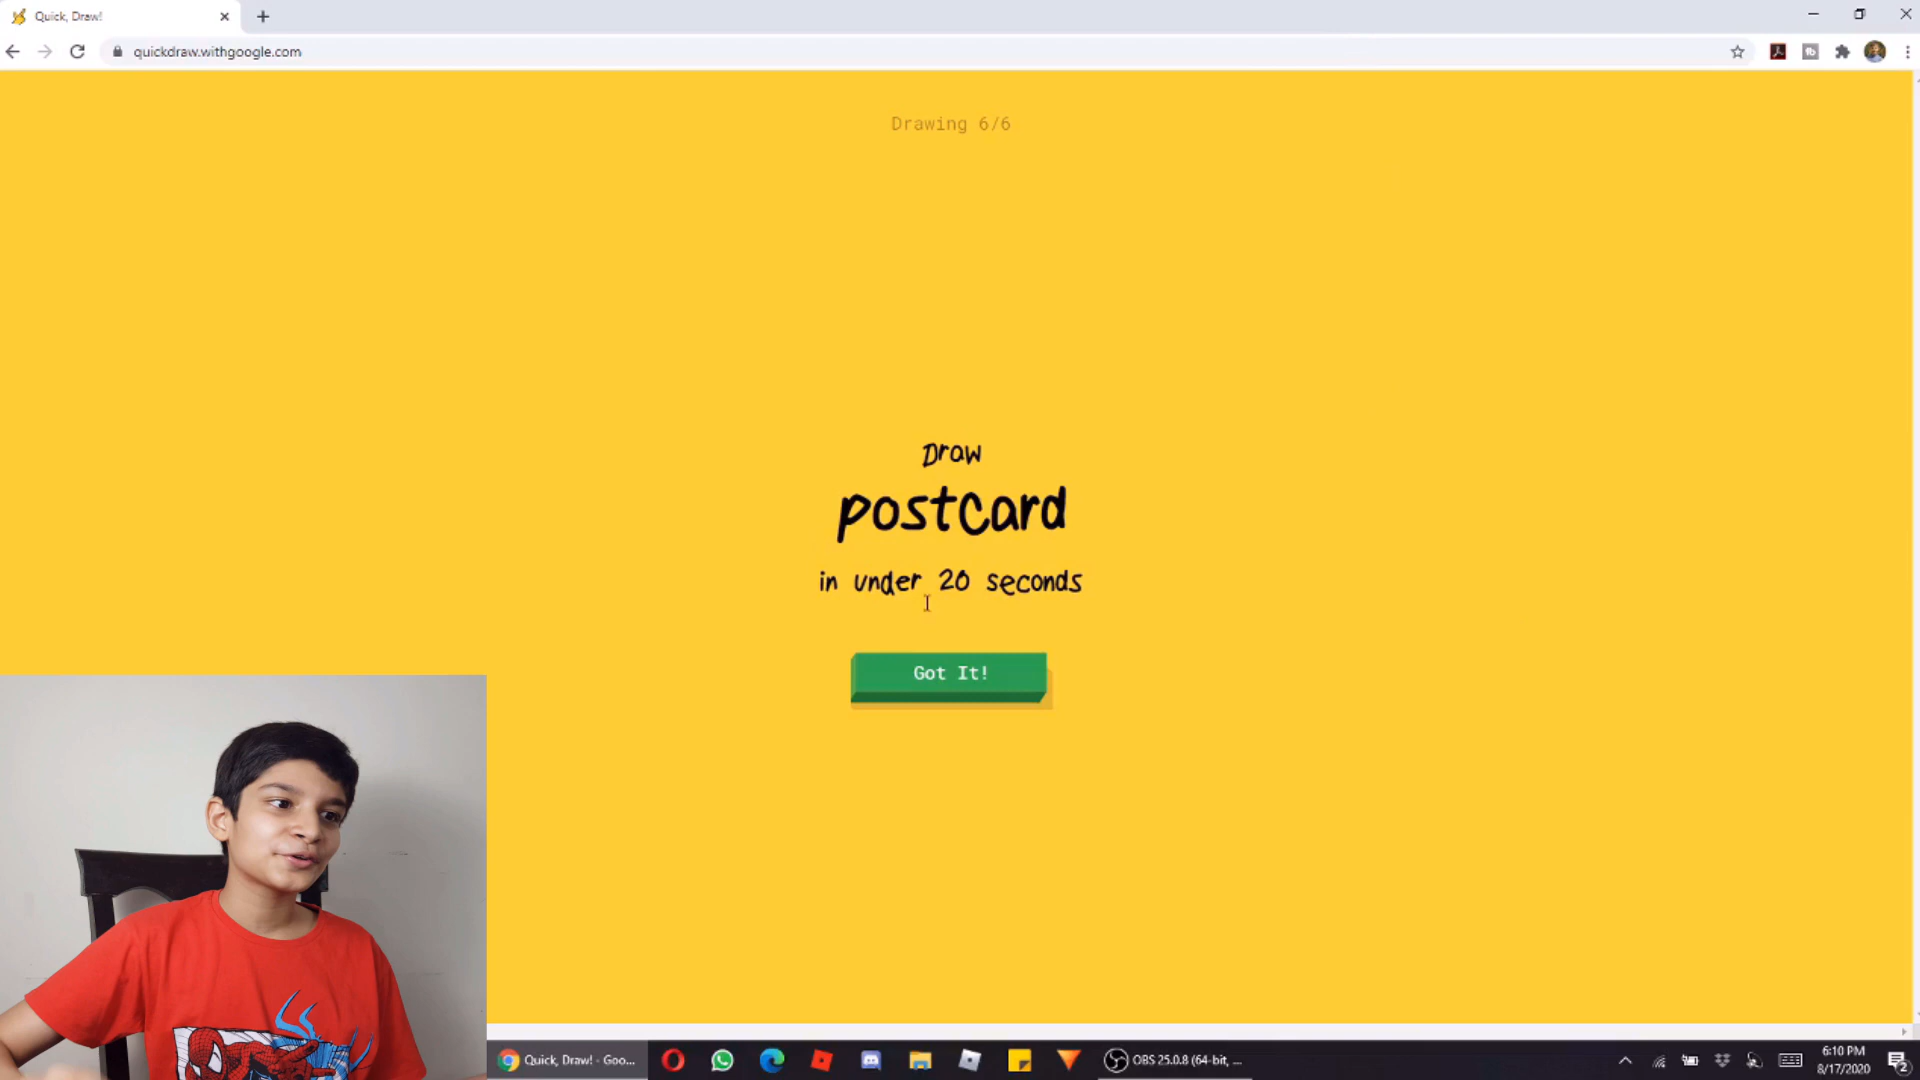 Quick, Draw!
quickdraw.withgoogle.com
Drawing 6/6
Draw
postcard
in under 20 seconds
Got It!
Quick, Draw! - Goo...
OBS 25.0.8 (64-bit, ...
6:10 PM
8/17/2020
2